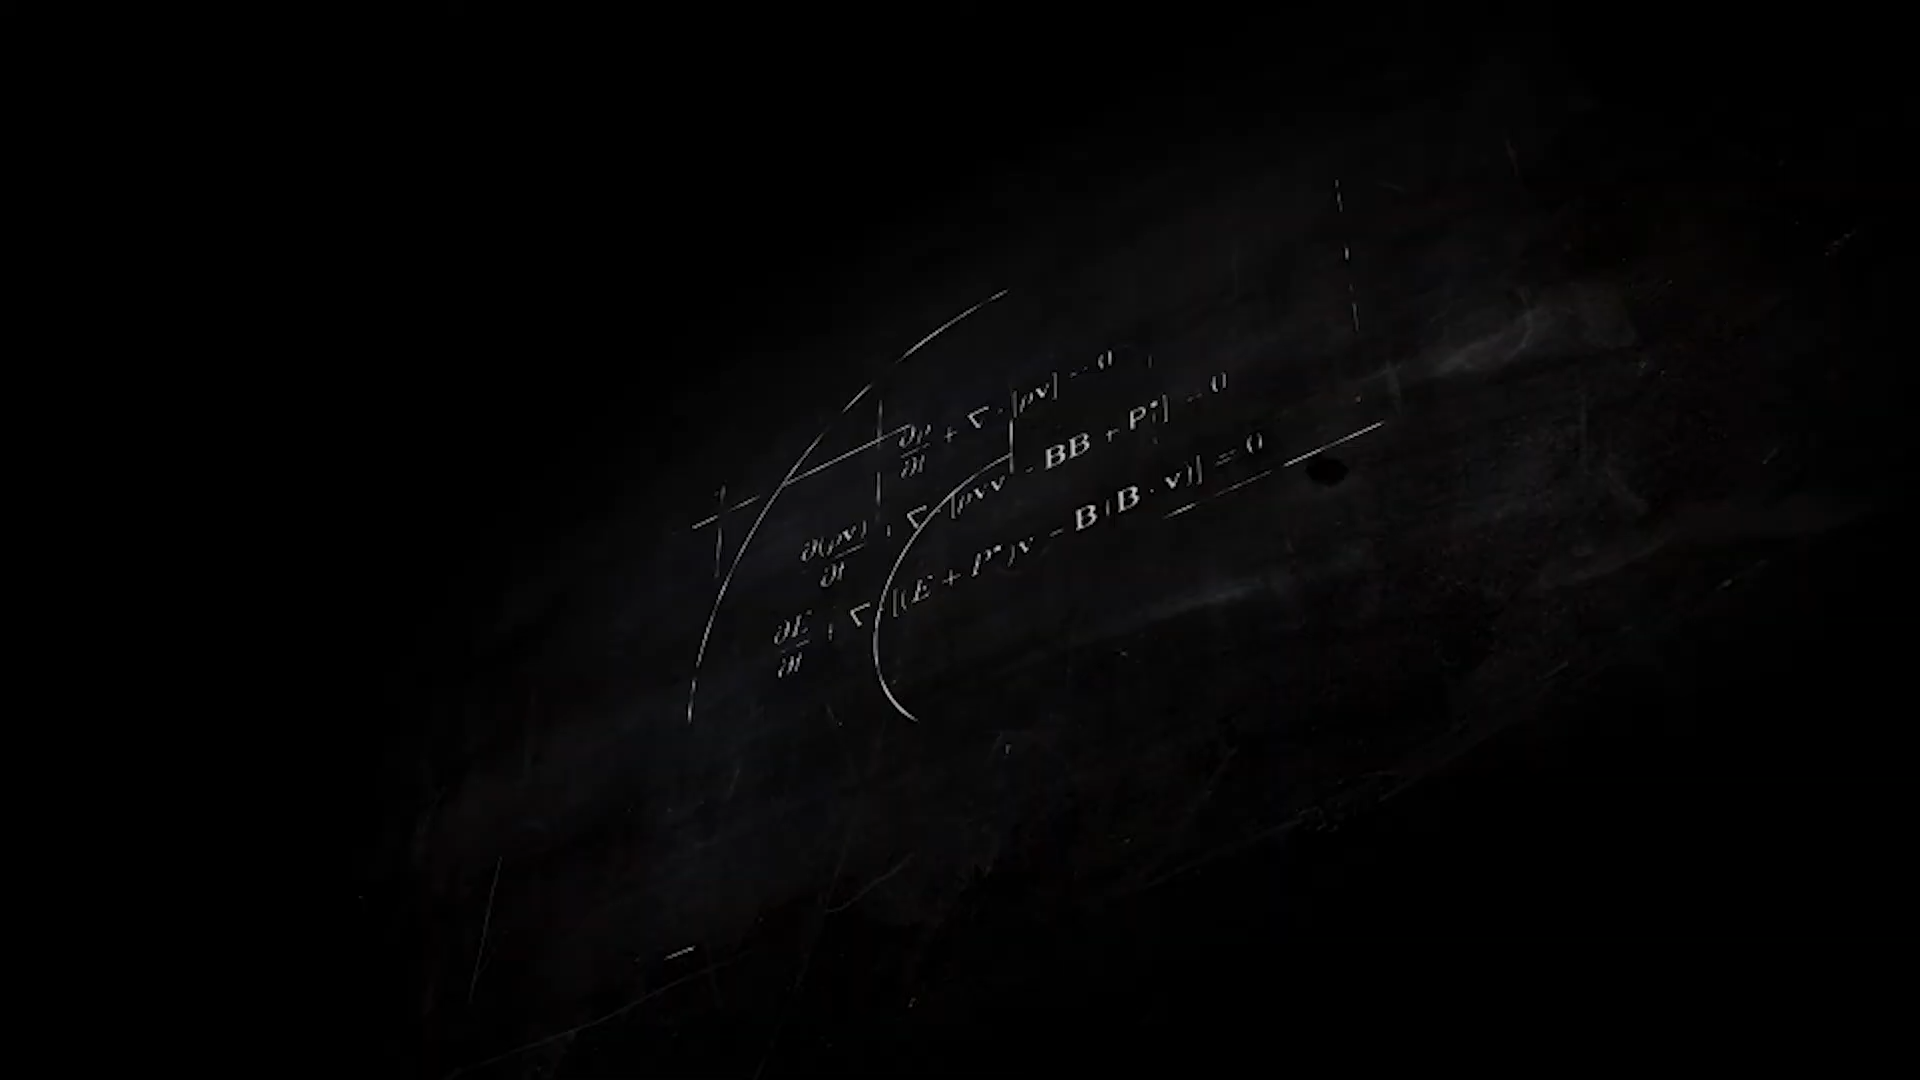 ∂ρ/∂t + ∇ · [ρv] = 0
∂(ρv)/∂t + ∇ · [ρvv − BB + P*] = 0
∂E/∂t + ∇ · [(E + P*)v − B(B · v)] = 0